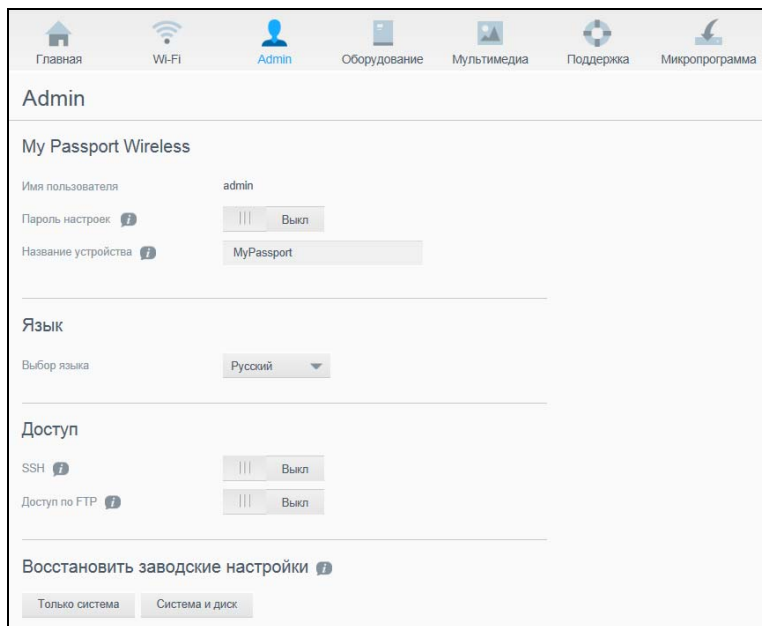 Главная Wi-Fi Admin Оборудование Мультимедиа Поддержка Микропрограмма
Admin
My Passport Wireless
Имя пользователя admin
Пароль настроек Выкл
Название устройства MyPassport
Язык
Выбор языка Русский
Доступ
SSH Выкл
Доступ по FTP Выкл
Восстановить заводские настройки
Только система Система и диск